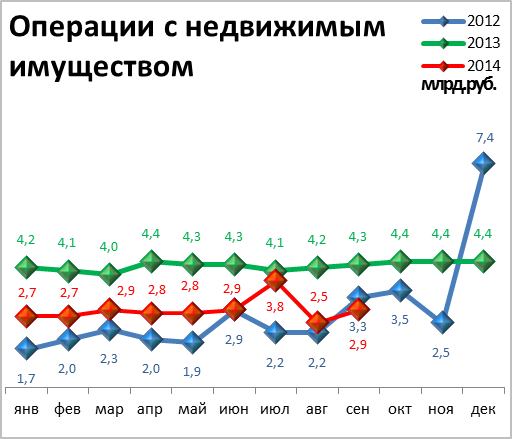 Операции с недвижимым
имуществом
2012
2013
2014
млрд.руб.
7,4
4,2 4,1 4,0 4,4 4,3 4,3 4,1 4,2 4,3 4,4 4,4 4,4
2,7 2,7 2,9 2,8 2,8 2,9 3,8 2,5 2,9
1,7 2,0 2,3 2,0 1,9 2,9 2,2 2,2 3,3 3,5 2,5
янв фев мар апр май июн июл авг сен окт ноя дек